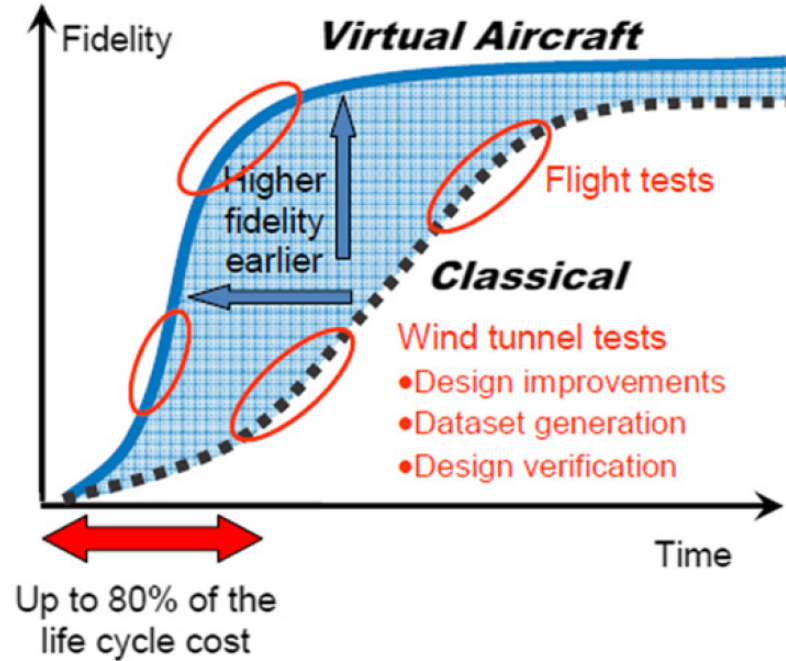 Fidelity
Virtual Aircraft
Higher
fidelity
earlier
Flight tests
Classical
Wind tunnel tests
•Design improvements
•Dataset generation
•Design verification
Time
Up to 80% of the
life cycle cost